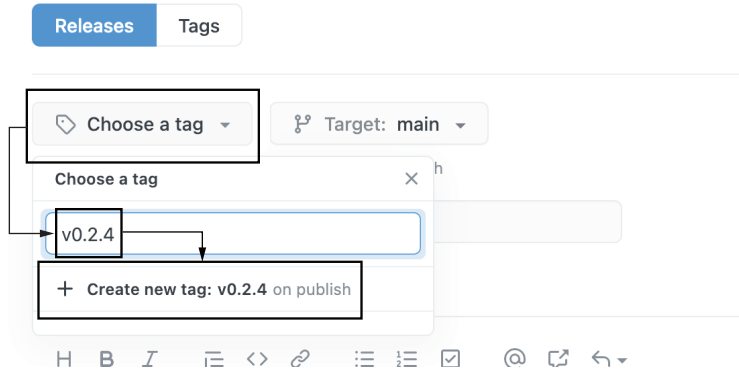 Releases Tags
Choose a tag Target: main
h
Choose a tag
v0.2.4
Create new tag: v0.2.4 on publish